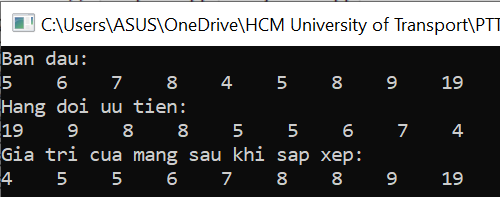 C:\Users\ASUS\OneDrive\HCM University of Transport\PTT
Ban dau:
5 6 7 8 4 5 8 9 19
Hang doi uu tien:
19 9 8 8 5 5 6 7 4
Gia tri cua mang sau khi sap xep:
4 5 5 6 7 8 8 9 19